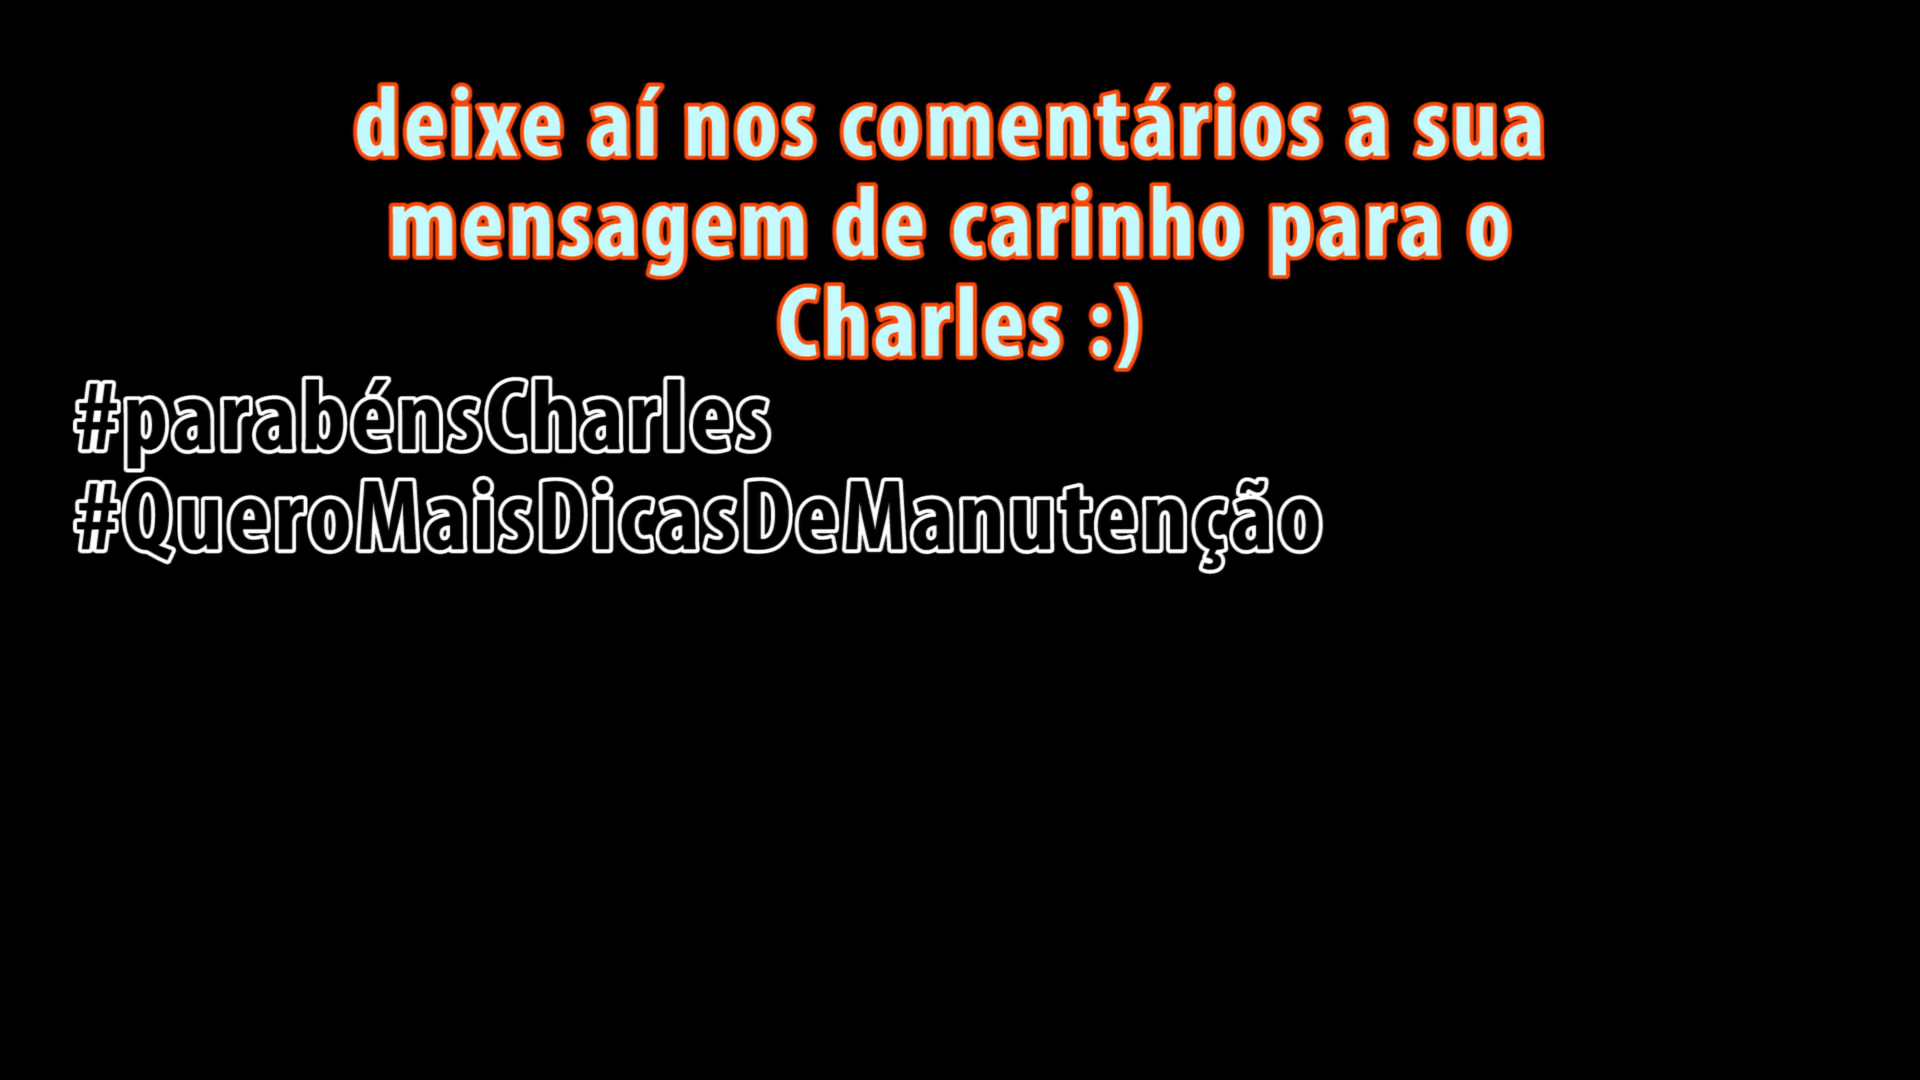 deixe aí nos comentários a sua
mensagem de carinho para o
Charles :)
#parabénsCharles
#QueroMaisDicasDeManutenção